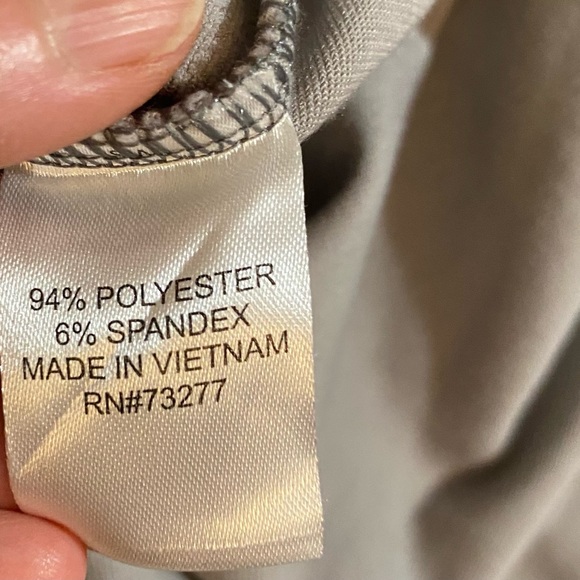 94% POLYESTER
6% SPANDEX
MADE IN VIETNAM
RN#73277